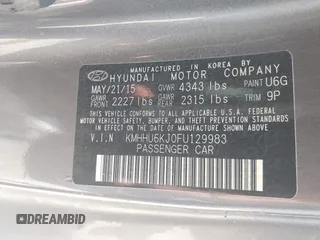 MANUFACTURED IN KOREA BY
HYUNDAI MOTOR COMPANY
MAY/21/15 GVWR 4343 lbs PAINT U6G
GAWR FRONT 2227 lbs GAWR REAR 2315 lbs TRIM 9P
THIS VEHICLE CONFORMS TO ALL APPLICABLE U.S.A. FEDERAL
MOTOR VEHICLE SAFETY, BUMPER, AND THEFT PREVENTION
STANDARDS IN EFFECT ON THE DATE OF MANUFACTURE SHOWN ABOVE.
V.I.N KMHHU6KJ0FU129983
PASSENGER CAR
DREAMBID